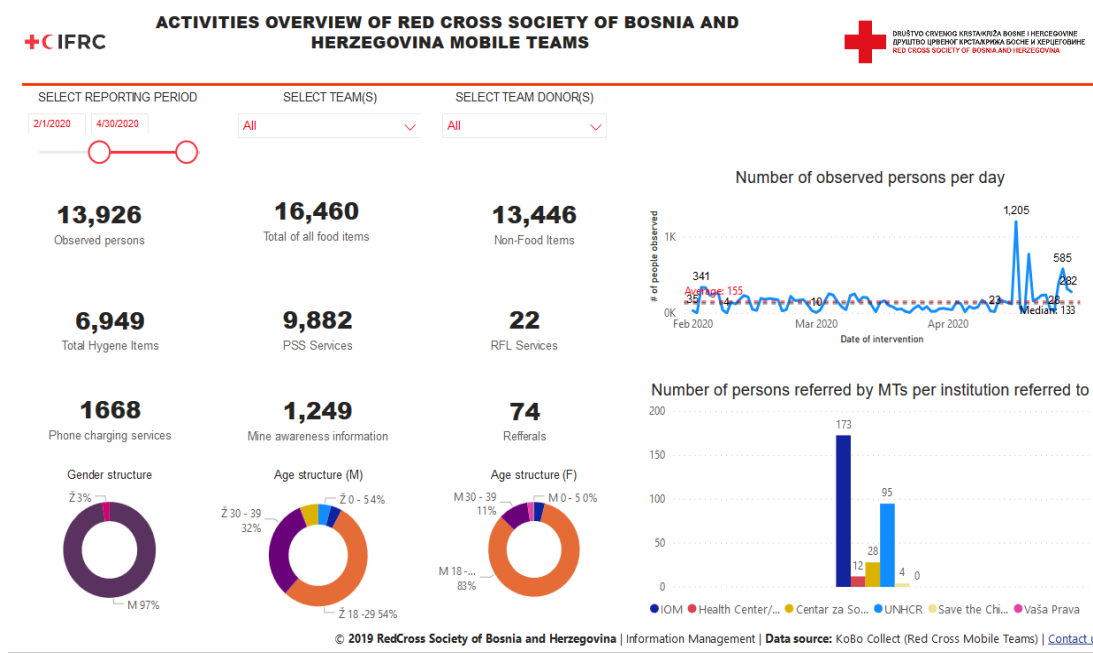 IFRC
ACTIVITIES OVERVIEW OF RED CROSS SOCIETY OF BOSNIA AND
HERZEGOVINA MOBILE TEAMS
DRUŠTVO CRVENOG KRSTA/KRIŽA BOSNE I HERCEGOVINE
ДРУШТВО ЦРВЕНОГ КРСТА/КРИЖА БОСНЕ И ХЕРЦЕГОВИНЕ
RED CROSS SOCIETY OF BOSNIA AND HERZEGOVINA
SELECT REPORTING PERIOD
SELECT TEAM(S)
SELECT TEAM DONOR(S)
2/1/2020
4/30/2020
All
All
13,926
Observed persons
16,460
Total of all food items
13,446
Non-Food Items
6,949
Total Hygiene Items
9,882
PSS Services
22
RFL Services
1668
Phone charging services
1,249
Mine awareness information
74
Refferals
Number of observed persons per day
# of people observed
1K
0K
1,205
585
341
282
Average: 155
35
4
10
23
28
Median: 133
Feb 2020
Mar 2020
Apr 2020
Date of intervention
Number of persons referred by MTs per institution referred to
200
150
100
50
0
173
12
28
95
4
0
IOM
Health Center/...
Centar za So...
UNHCR
Save the Chi...
Vaša Prava
Gender structure
Ž 3%
M 97%
Age structure (M)
Ž 0 - 5 4%
Ž 30 - 39
32%
Ž 18 -29 54%
Age structure (F)
M 30 - 39
11%
M 0 - 5 0%
M 18 -...
83%
© 2019 RedCross Society of Bosnia and Herzegovina | Information Management | Data source: KoBo Collect (Red Cross Mobile Teams) | Contact u